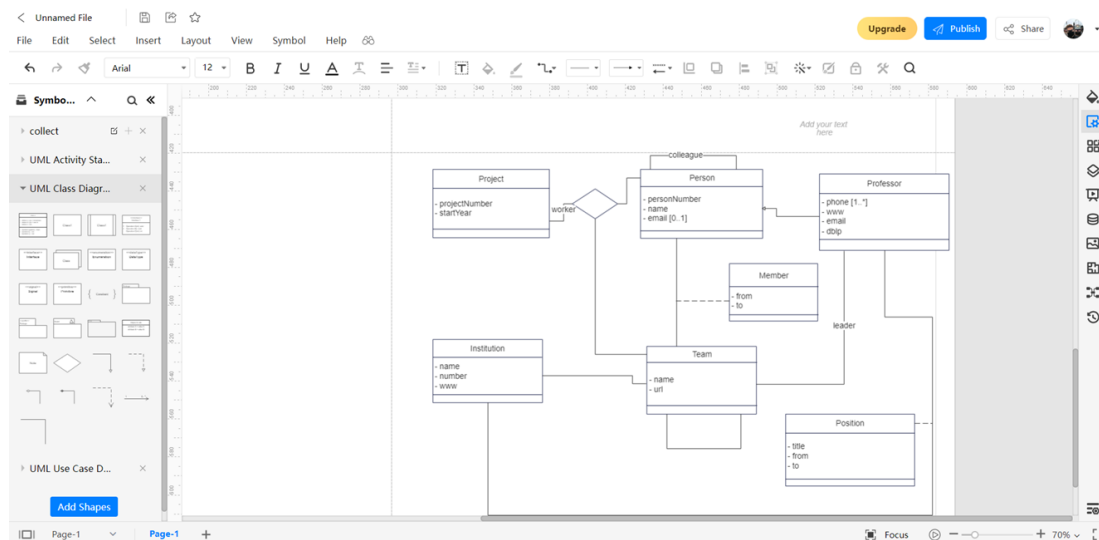 Unnamed File
Upgrade
Publish
Share
File Edit Select Insert Layout View Symbol Help
Arial 12
Symbo...
collect
UML Activity Sta...
UML Class Diagr...
UML Use Case D...
Add Shapes
Add your text
here
colleague
Project
- projectNumber
- startYear
worker
Person
- personNumber
- name
- email [0..1]
Professor
- phone [1..*]
- www
- email
- dblp
Member
- from
- to
leader
Institution
- name
- number
- www
Team
- name
- url
Position
- title
- from
- to
Page-1
Page-1
Focus
70%